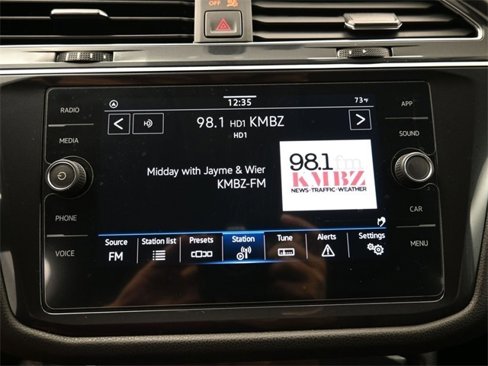 OFF
12:35
73°F
RADIO
APP
98.1 HD1 KMBZ
HD1
MEDIA
SOUND
Midday with Jayme & Wier
KMBZ-FM
98.1 fm
KMBZ
NEWS·TRAFFIC·WEATHER
PHONE
CAR
VOICE
MENU
Source
Station list
Presets
Station
Tune
Alerts
Settings
FM